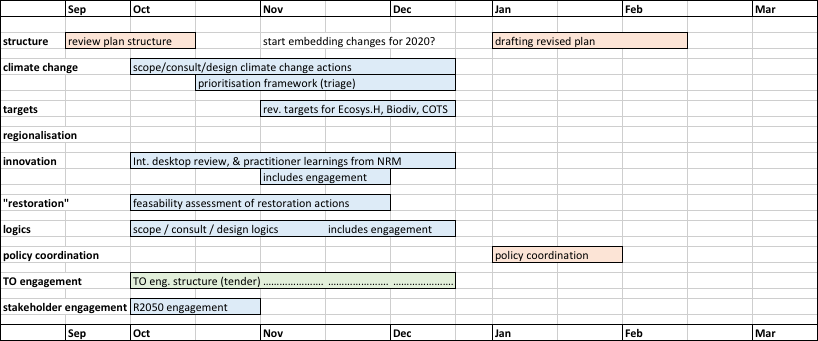 Sep Oct Nov Dec Jan Feb Mar
structure review plan structure start embedding changes for 2020? drafting revised plan
climate change scope/consult/design climate change actions
prioritisation framework (triage)
targets rev. targets for Ecosys.H, Biodiv, COTS
regionalisation
innovation Int. desktop review, & practitioner learnings from NRM
includes engagement
"restoration" feasability assessment of restoration actions
logics scope / consult / design logics includes engagement
policy coordination policy coordination
TO engagement TO eng. structure (tender) ...................... ...................... ......................
stakeholder engagement R2050 engagement
Sep Oct Nov Dec Jan Feb Mar